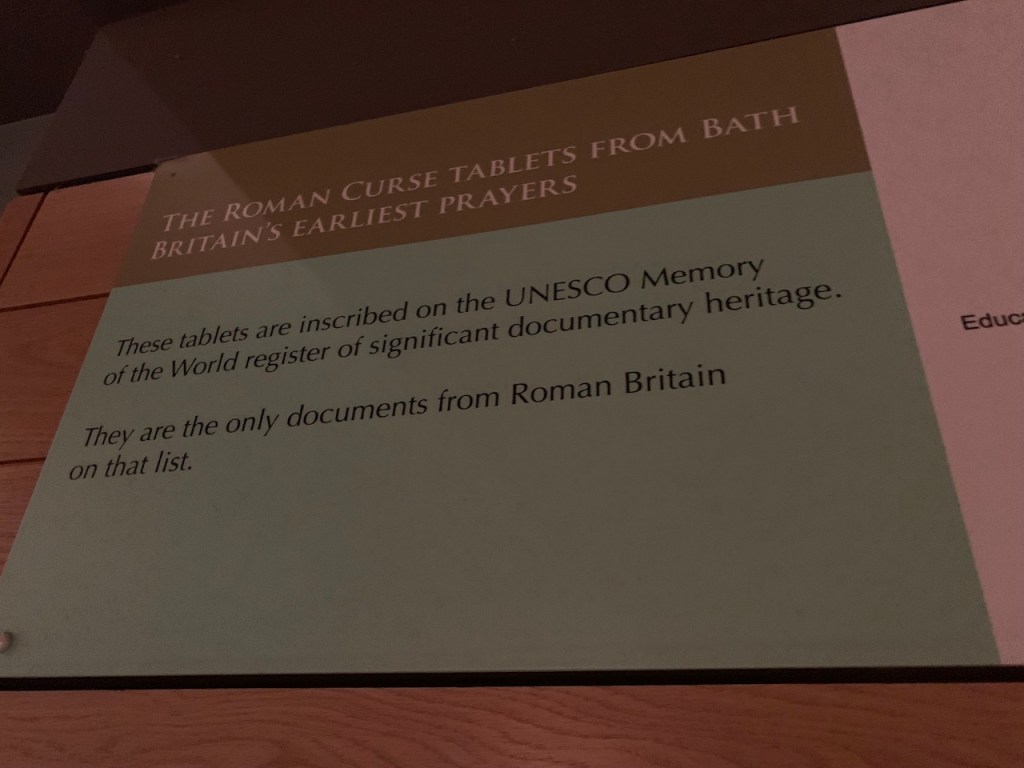 THE ROMAN CURSE TABLETS FROM BATH
BRITAIN'S EARLIEST PRAYERS
These tablets are inscribed on the UNESCO Memory
of the World register of significant documentary heritage.
They are the only documents from Roman Britain
on that list.